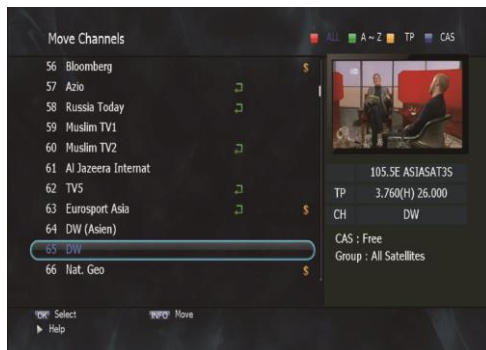 Move Channels
ALL A ~ Z TP CAS
56 Bloomberg $
57 Azio
58 Russia Today
59 Muslim TV1
60 Muslim TV2
61 Al Jazeera Internat
62 TV5
63 Eurosport Asia $
64 DW (Asien)
65 DW
66 Nat. Geo $
105.5E ASIASAT3S
TP 3.760(H) 26.000
CH DW
CAS : Free
Group : All Satellites
OK Select INFO Move
Help